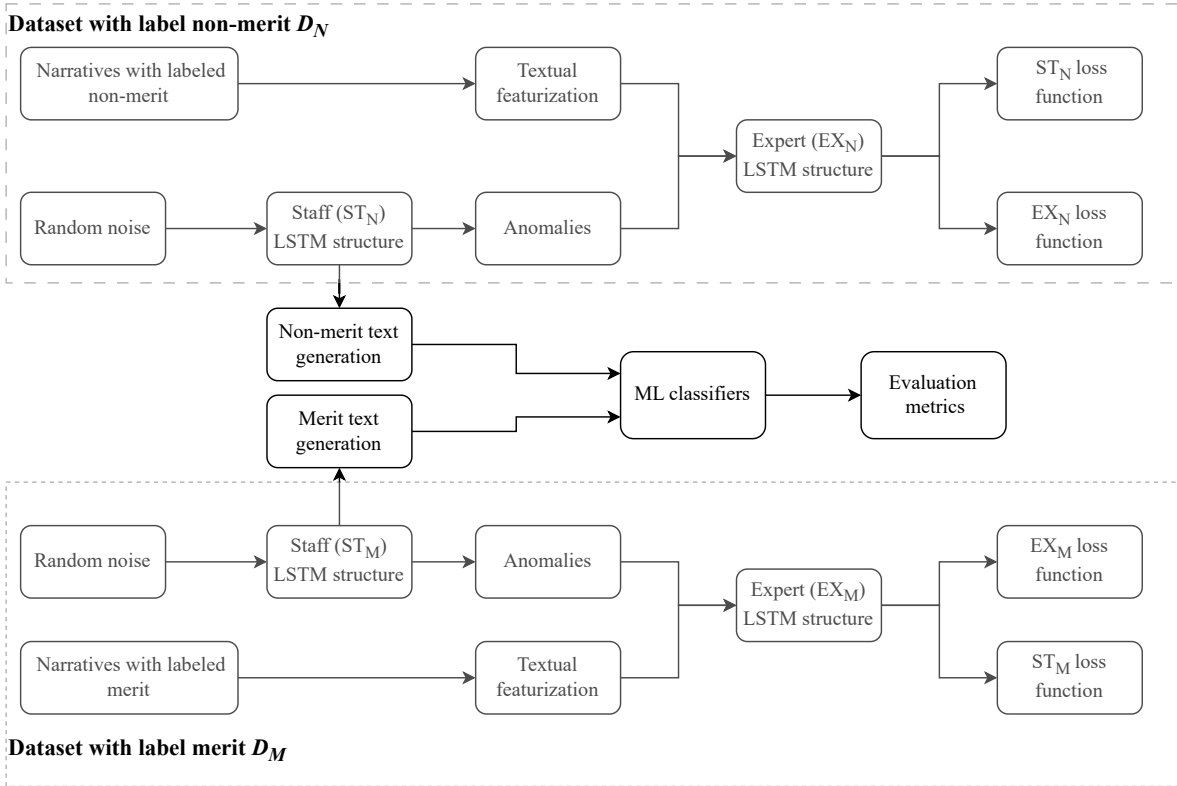 Dataset with label non-merit D_N
Narratives with labeled
non-merit
Textual
featurization
Expert (EX_N)
LSTM structure
ST_N loss
function
Random noise
Staff (ST_N)
LSTM structure
Anomalies
EX_N loss
function
Non-merit text
generation
Merit text
generation
ML classifiers
Evaluation
metrics
Random noise
Staff (ST_M)
LSTM structure
Anomalies
Expert (EX_M)
LSTM structure
EX_M loss
function
Narratives with labeled
merit
Textual
featurization
ST_M loss
function
Dataset with label merit D_M